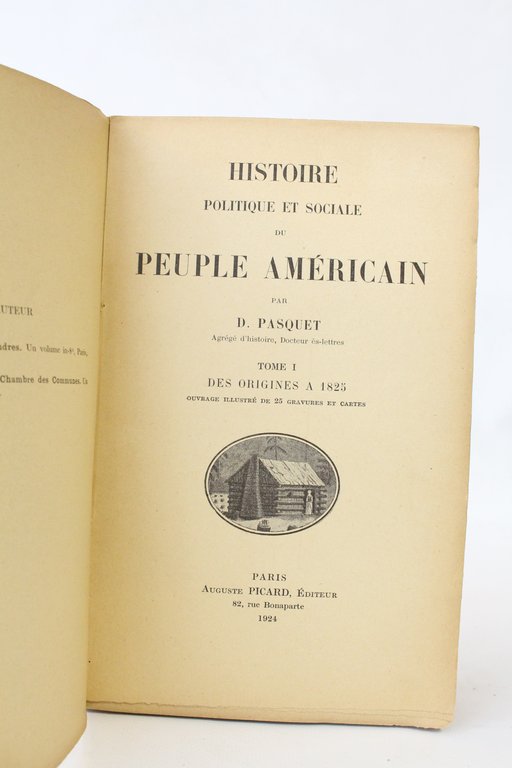 UTEUR
ndres. Un volume in-8°, Paris,
Chambre des Communes. Un
HISTOIRE
POLITIQUE ET SOCIALE
DU
PEUPLE AMÉRICAIN
PAR
D. PASQUET
Agrégé d'histoire, Docteur ès-lettres
TOME I
DES ORIGINES A 1825
OUVRAGE ILLUSTRÉ DE 25 GRAVURES ET CARTES
PARIS
AUGUSTE PICARD, ÉDITEUR
82, rue Bonaparte
1924